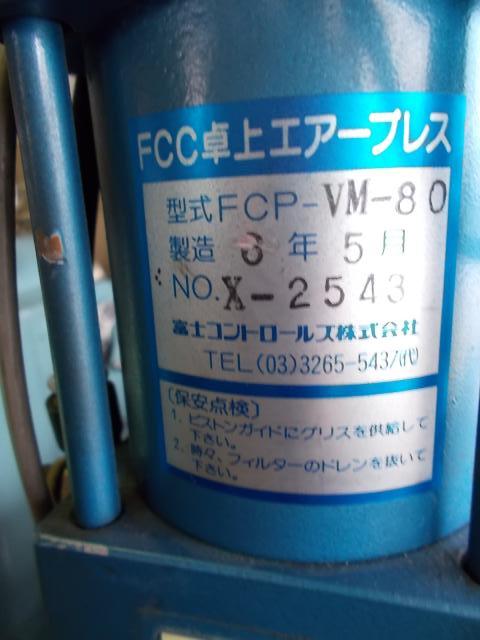 FCC卓上エアープレス
型式FCP-VM-80
製造 6年5月
NO.X-2543
富士コントロールズ株式会社
TEL(03)3265-543/(代)
〔保安点検〕
1. ピストンガイドにグリスを供給して
下さい。
2. 時々、フィルターのドレンを抜いて
下さい。